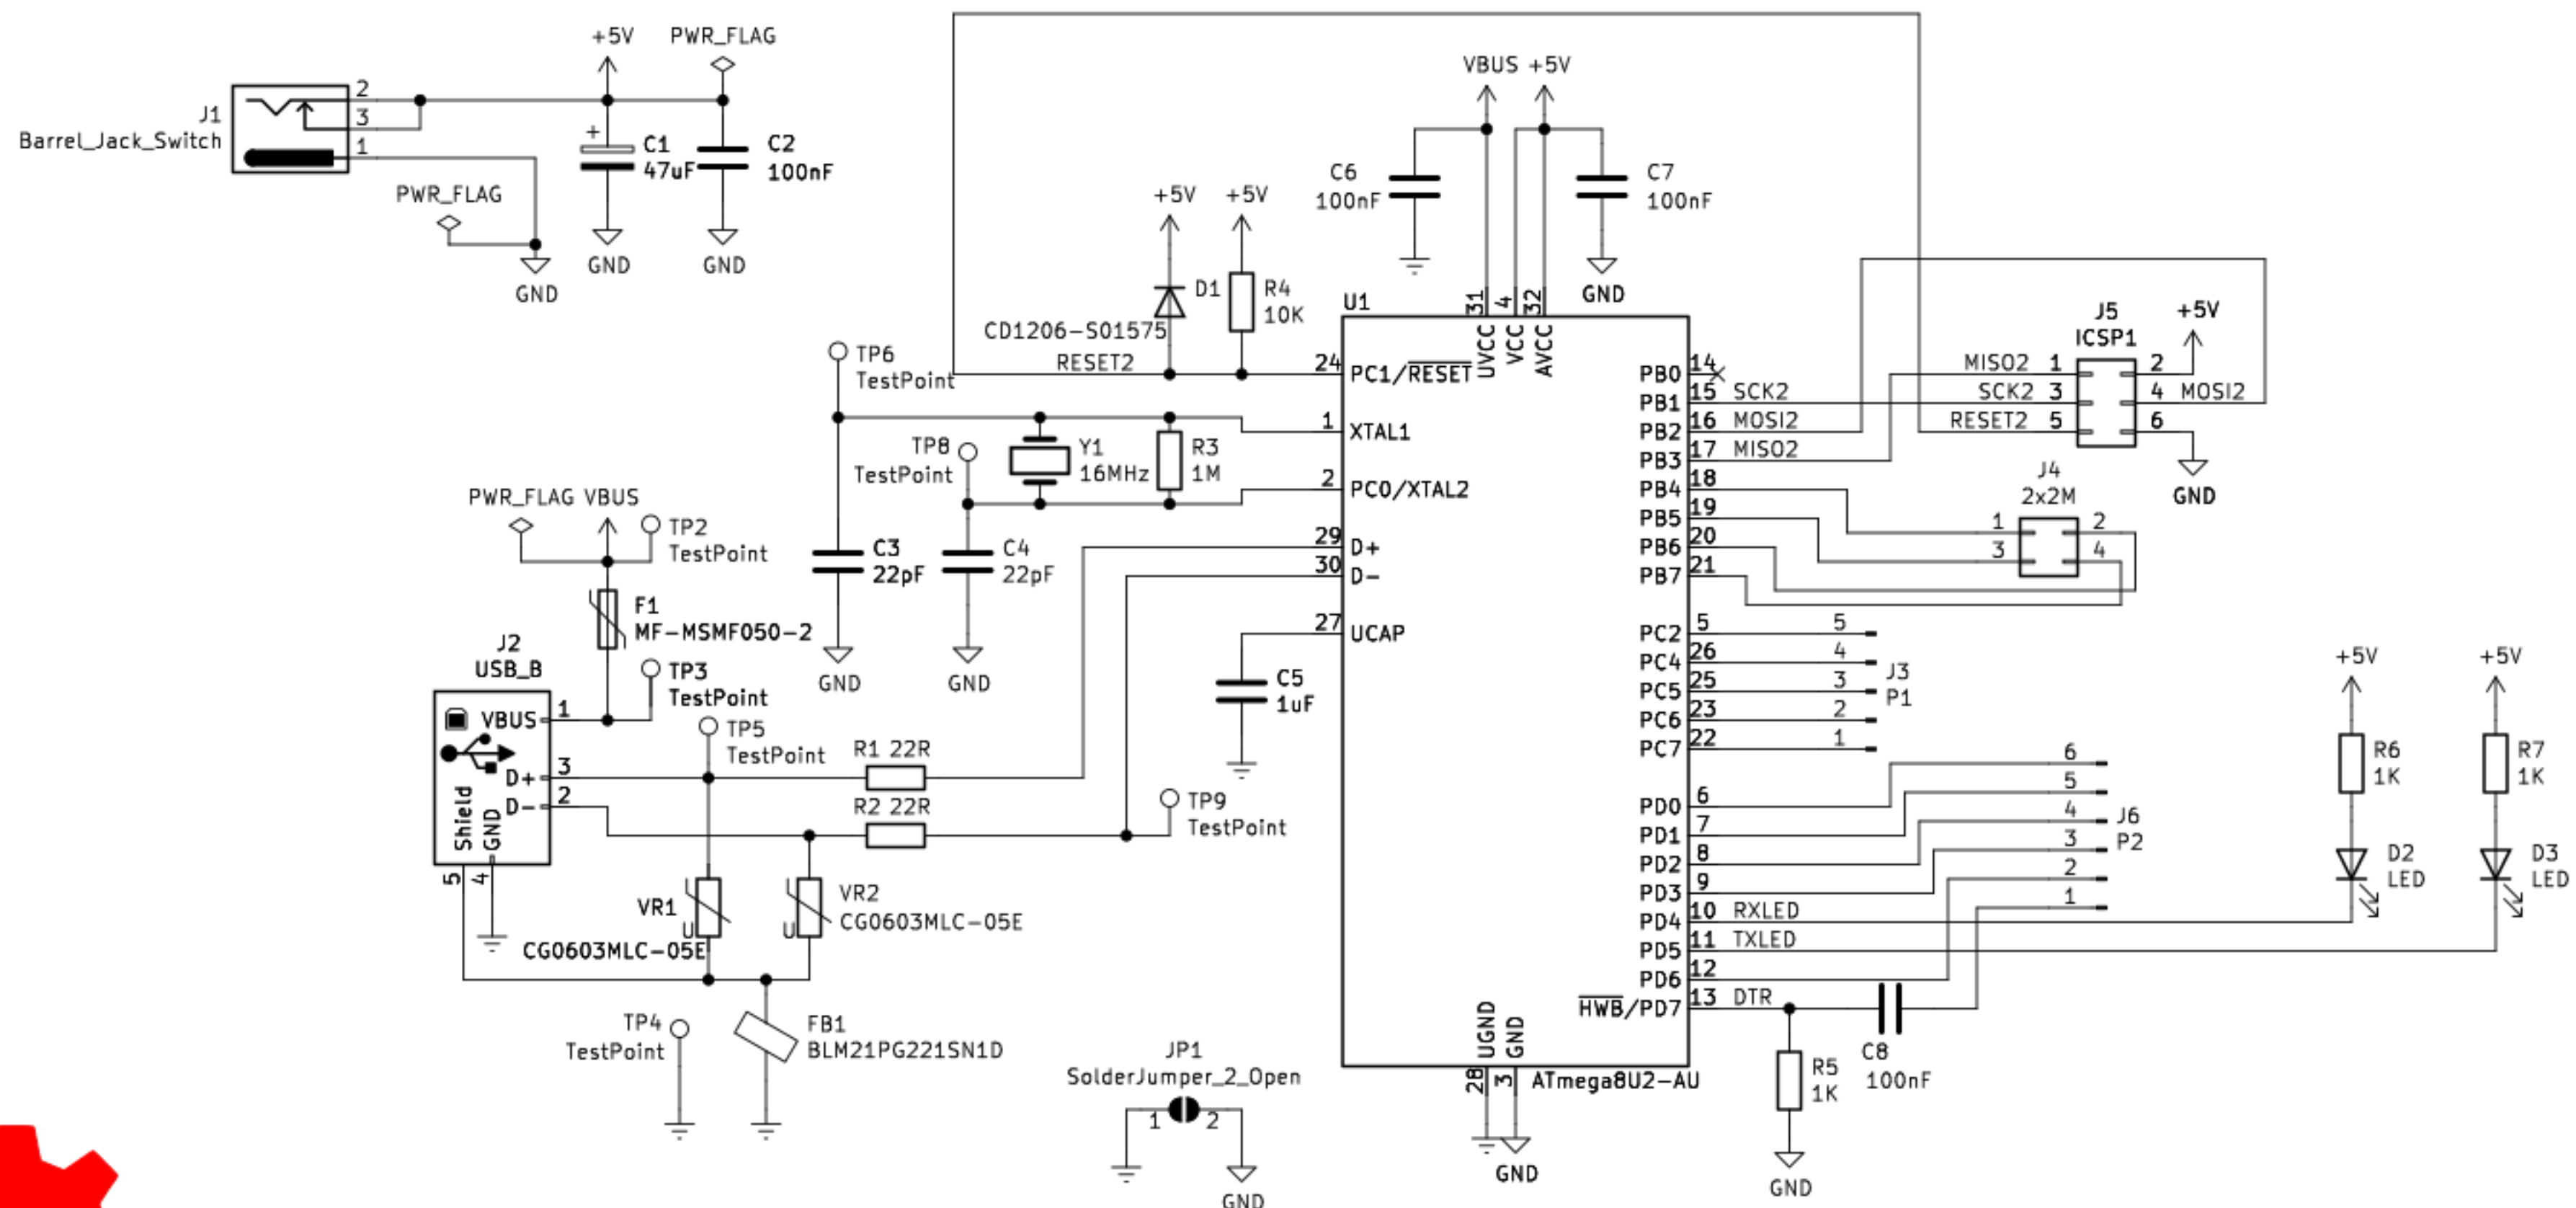 +5V
PWR_FLAG
J1
Barrel_Jack_Switch
2
3
1
+
C1
47uF
C2
100nF
PWR_FLAG
GND
GND
GND
VBUS +5V
C6
100nF
C7
100nF
GND
+5V
+5V
D1
CD1206-S01575
R4
10K
RESET2
TP6
TestPoint
TP8
TestPoint
Y1
16MHz
R3
1M
C3
22pF
C4
22pF
GND
GND
PWR_FLAG VBUS
TP2
TestPoint
F1
MF-MSMF050-2
J2
USB_B
TP3
TestPoint
VBUS
1
D+
3
D-
2
Shield
GND
5
4
TP5
TestPoint
R1 22R
R2 22R
TP9
TestPoint
VR1
U
CG0603MLC-05E
VR2
U
CG0603MLC-05E
TP4
TestPoint
FB1
BLM21PG221SN1D
JP1
SolderJumper_2_Open
1
2
GND
C5
1uF
U1
31
4
32
UVCC
VCC
AVCC
24
PC1/RESET
1
XTAL1
2
PC0/XTAL2
29
D+
30
D-
27
UCAP
PB0
14
PB1
15
SCK2
PB2
16
MOSI2
PB3
17
MISO2
PB4
18
PB5
19
PB6
20
PB7
21
PC2
5
PC4
26
PC5
25
PC6
23
PC7
22
PD0
6
PD1
7
PD2
8
PD3
9
PD4
10
RXLED
PD5
11
TXLED
PD6
12
HWB/PD7
13
DTR
UGND
GND
28
3
ATmega8U2-AU
GND
J5
ICSP1
+5V
MISO2
1
2
SCK2
3
4
MOSI2
RESET2
5
6
GND
J4
2x2M
1
2
3
4
5
4
3
2
1
J3
P1
6
5
4
3
2
1
J6
P2
R5
1K
C8
100nF
GND
+5V
+5V
R6
1K
R7
1K
D2
LED
D3
LED